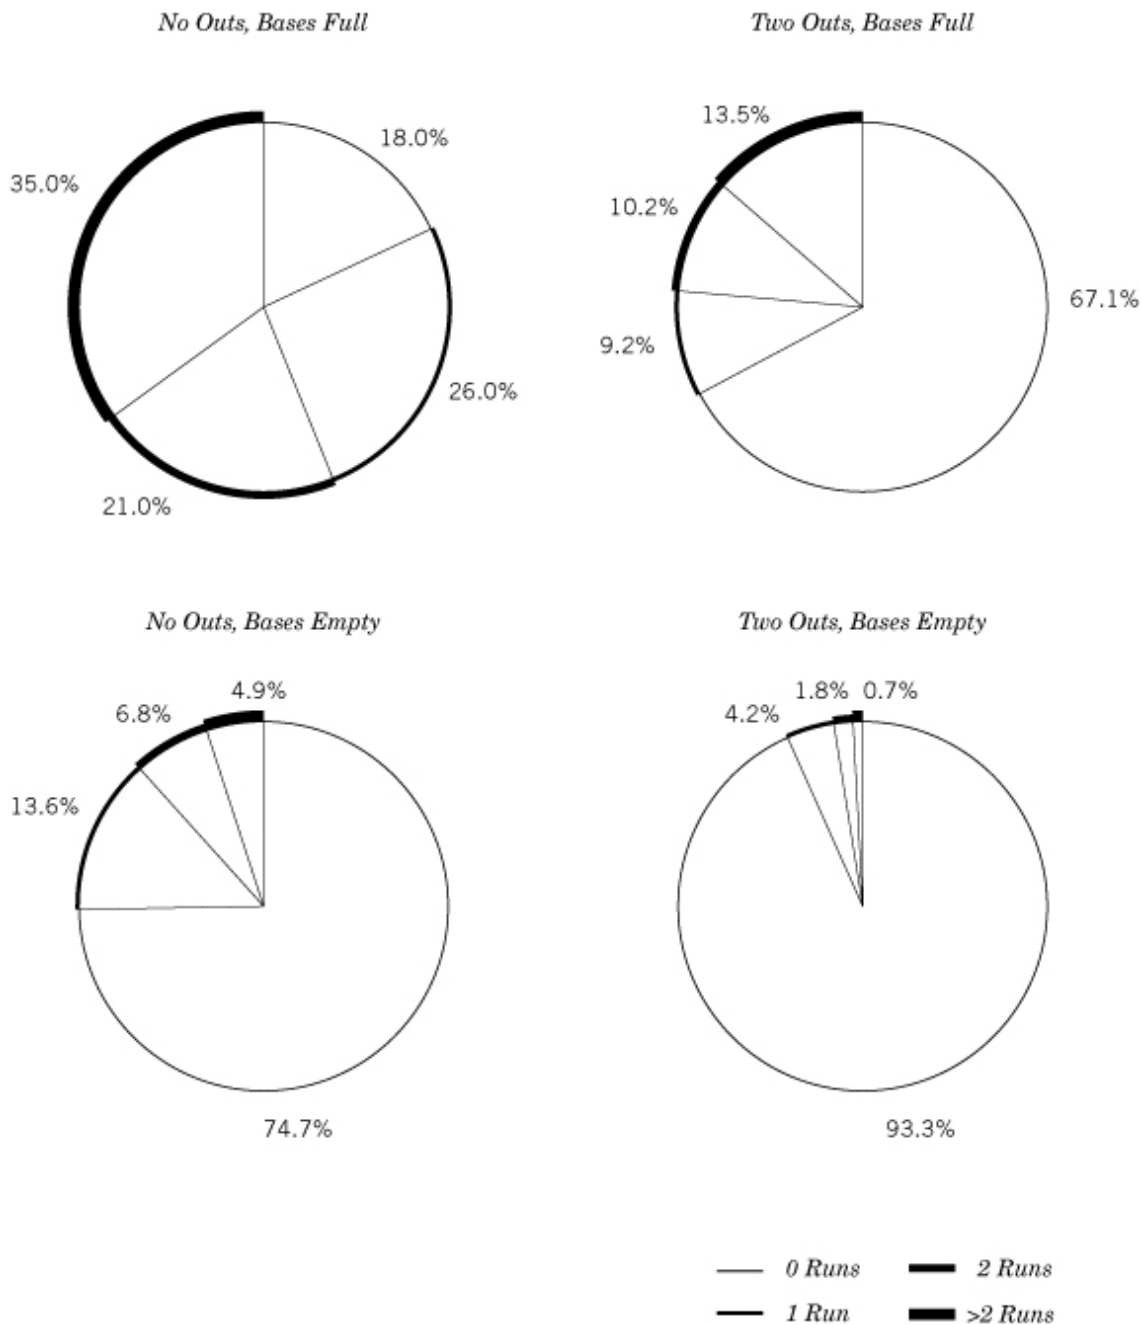 No Outs, Bases Full
Two Outs, Bases Full
13.5%
18.0%
35.0%
10.2%
67.1%
9.2%
26.0%
21.0%
No Outs, Bases Empty
Two Outs, Bases Empty
4.9%
1.8% 0.7%
6.8%
4.2%
13.6%
74.7%
93.3%
0 Runs
2 Runs
1 Run
>2 Runs